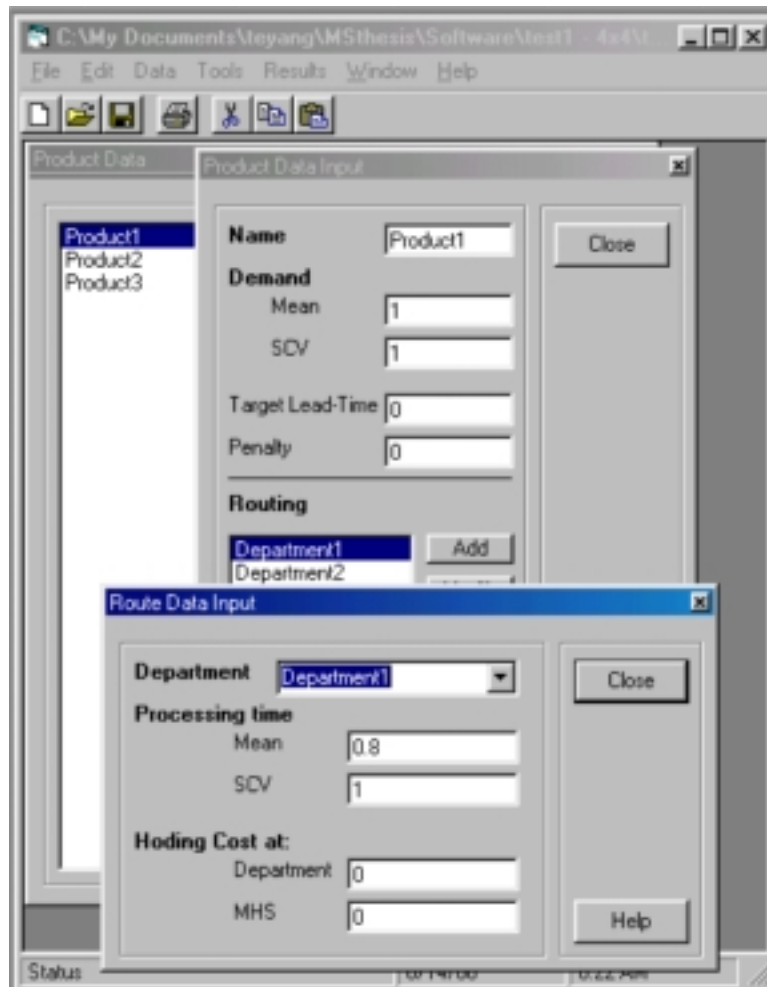 C:\My Documents\teyang\MSthesis\Software\test1 - 4x4\t...
File Edit Data Tools Results Window Help
Product Data
Product1
Product2
Product3
Product Data Input
Name Product1
Close
Demand
Mean 1
SCV 1
Target Lead-Time 0
Penalty 0
Routing
Department1
Department2
Add
Route Data Input
Department Department1
Close
Processing time
Mean 0.8
SCV 1
Hoding Cost at:
Department 0
MHS 0
Help
Status